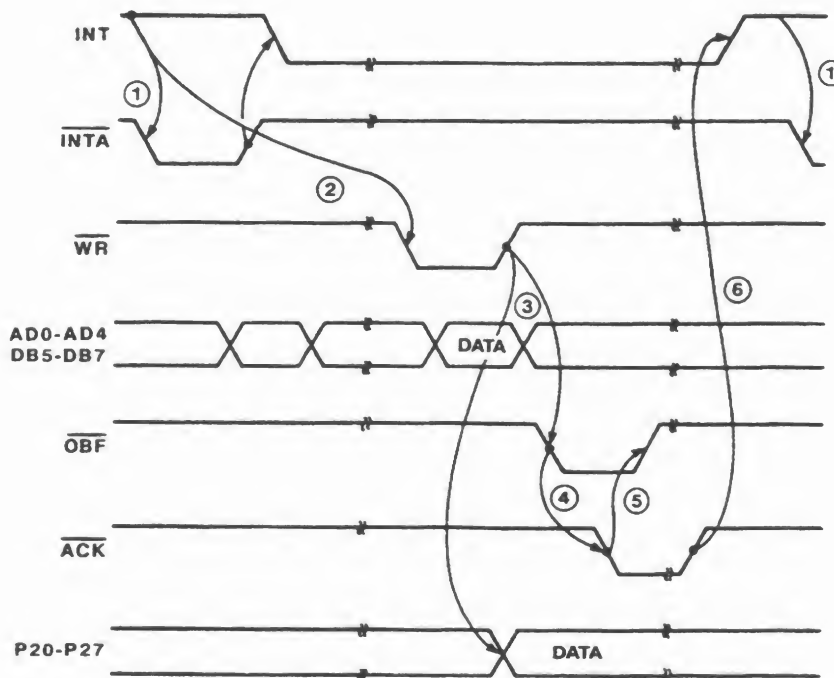 INT
①
①
INTA
②
WR
③
⑥
AD0-AD4
DB5-DB7
DATA
OBF
④
⑤
ACK
P20-P27
DATA